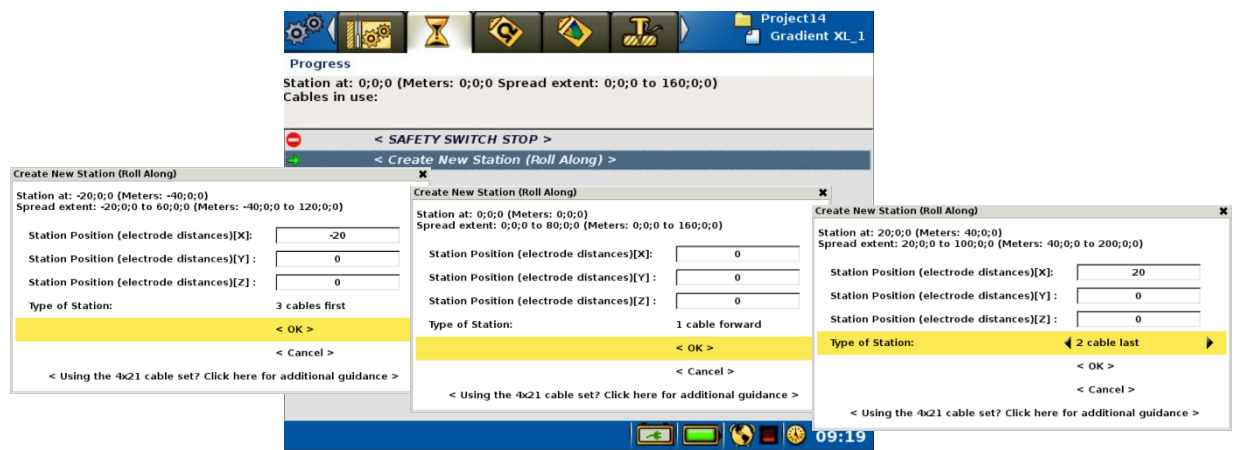 Project14
Gradient XL_1
Progress
Station at: 0;0;0 (Meters: 0;0;0 Spread extent: 0;0;0 to 160;0;0)
Cables in use:
< SAFETY SWITCH STOP >
< Create New Station (Roll Along) >
Create New Station (Roll Along)
Station at: -20;0;0 (Meters: -40;0;0)
Spread extent: -20;0;0 to 60;0;0 (Meters: -40;0;0 to 120;0;0)
Station Position (electrode distances)[X]: -20
Station Position (electrode distances)[Y] : 0
Station Position (electrode distances)[Z] : 0
Type of Station: 3 cables first
< OK >
< Cancel >
< Using the 4x21 cable set? Click here for additional guidance >
Create New Station (Roll Along)
Station at: 0;0;0 (Meters: 0;0;0)
Spread extent: 0;0;0 to 80;0;0 (Meters: 0;0;0 to 160;0;0)
Station Position (electrode distances)[X]: 0
Station Position (electrode distances)[Y] : 0
Station Position (electrode distances)[Z] : 0
Type of Station: 1 cable forward
< OK >
< Cancel >
< Using the 4x21 cable set? Click here for additional guidance >
Create New Station (Roll Along)
Station at: 20;0;0 (Meters: 40;0;0)
Spread extent: 20;0;0 to 100;0;0 (Meters: 40;0;0 to 200;0;0)
Station Position (electrode distances)[X]: 20
Station Position (electrode distances)[Y] : 0
Station Position (electrode distances)[Z] : 0
Type of Station: 2 cable last
< OK >
< Cancel >
< Using the 4x21 cable set? Click here for additional guidance >
09:19